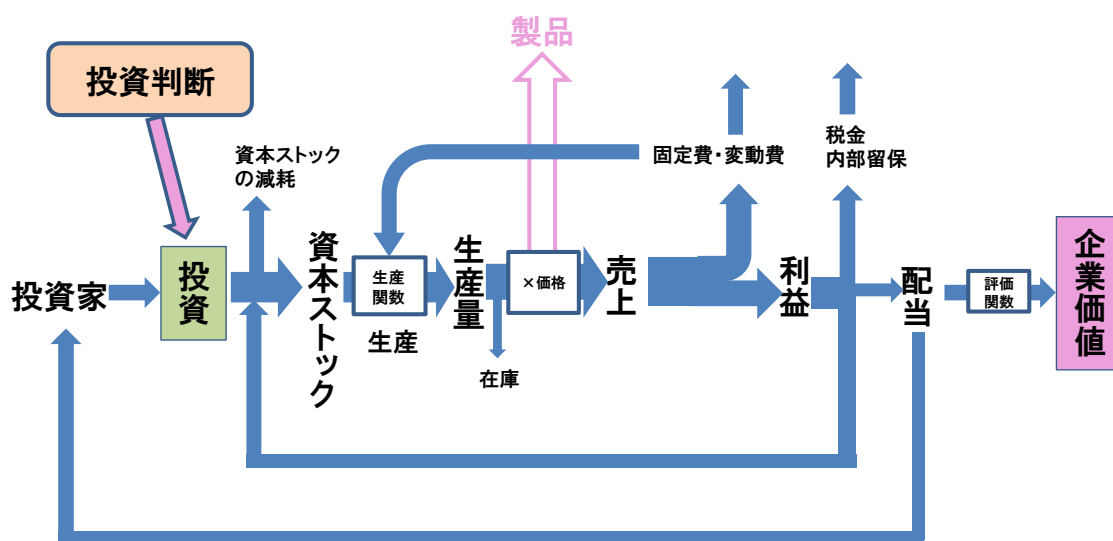 製品
投資判断
資本ストック
の減耗
固定費・変動費
税金
内部留保
投資家
投資
資本ストック
生産
関数
生産
生産量
×価格
在庫
売上
利益
配当
評価
関数
企業価値